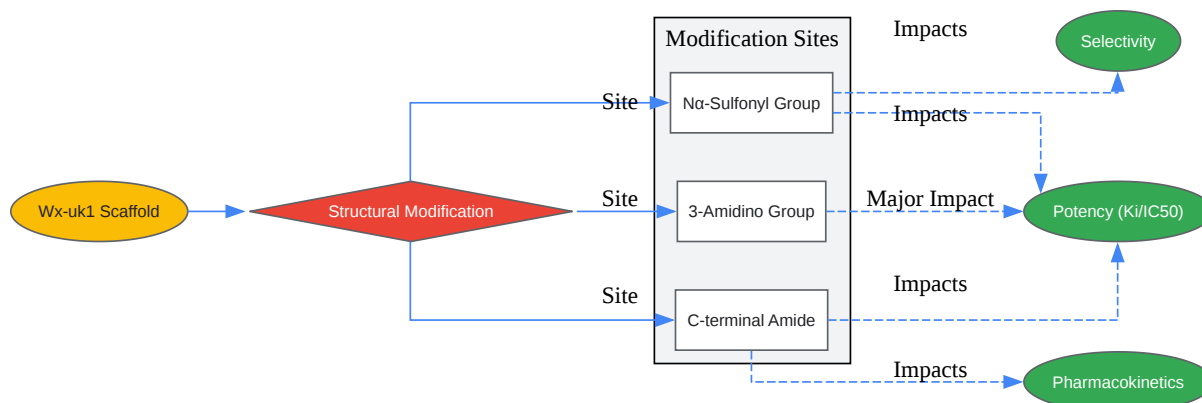 Impacts
Modification Sites
Selectivity
Site
Nα-Sulfonyl Group
Impacts
Wx-uk1 Scaffold
Structural Modification
Site
3-Amidino Group
Major Impact
Potency (Ki/IC50)
Impacts
Site
C-terminal Amide
Impacts
Pharmacokinetics